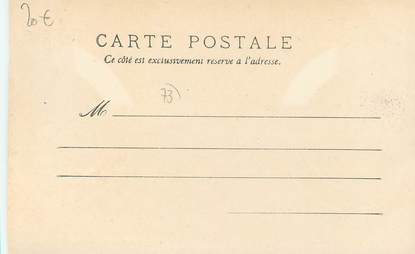 20 €
CARTE POSTALE
Ce côté est exclusivement réservé à l'adresse.
73)
M